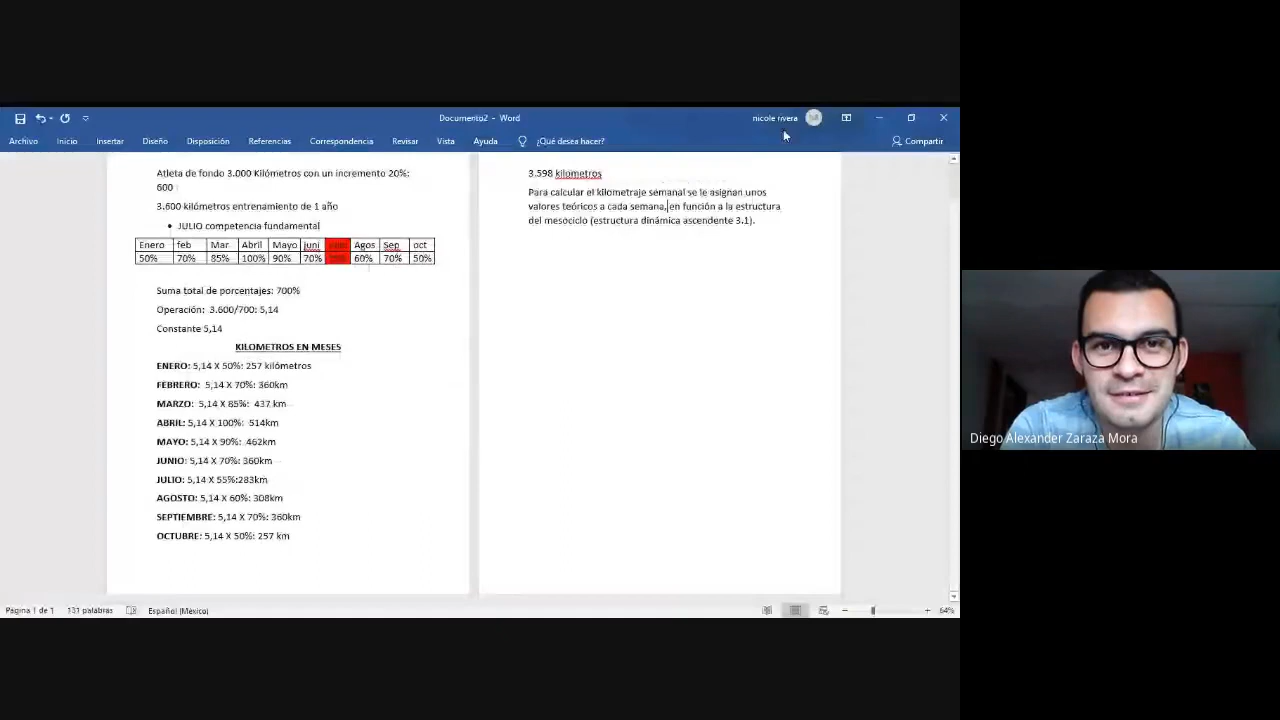 Documento2 - Word
nicole rivera
Archivo Inicio Insertar Diseño Disposición Referencias Correspondencia Revisar Vista Ayuda ¿Qué desea hacer? Compartir
Atleta de fondo 3.000 Kilómetros con un incremento 20%:
600
3.600 kilómetros entrenamiento de 1 año
• JULIO competencia fundamental
Enero feb Mar Abril Mayo juni Agos Sep oct
50% 70% 85% 100% 90% 70% 60% 70% 50%
Suma total de porcentajes: 700%
Operación: 3.600/700: 5,14
Constante 5,14
KILOMETROS EN MESES
ENERO: 5,14 X 50%: 257 kilómetros
FEBRERO: 5,14 X 70%: 360km
MARZO: 5,14 X 85%: 437 km
ABRIL: 5,14 X 100%: 514km
MAYO: 5,14 X 90%: 462km
JUNIO: 5,14 X 70%: 360km
JULIO: 5,14 X 55%:283km
AGOSTO: 5,14 X 60%: 308km
SEPTIEMBRE: 5,14 X 70%: 360km
OCTUBRE: 5,14 X 50%: 257 km
3.598 kilometros
Para calcular el kilometraje semanal se le asignan unos
valores teóricos a cada semana, en función a la estructura
del mesociclo (estructura dinámica ascendente 3.1).
Página 1 de 1 131 palabras Español (México) 64%
Diego Alexander Zaraza Mora